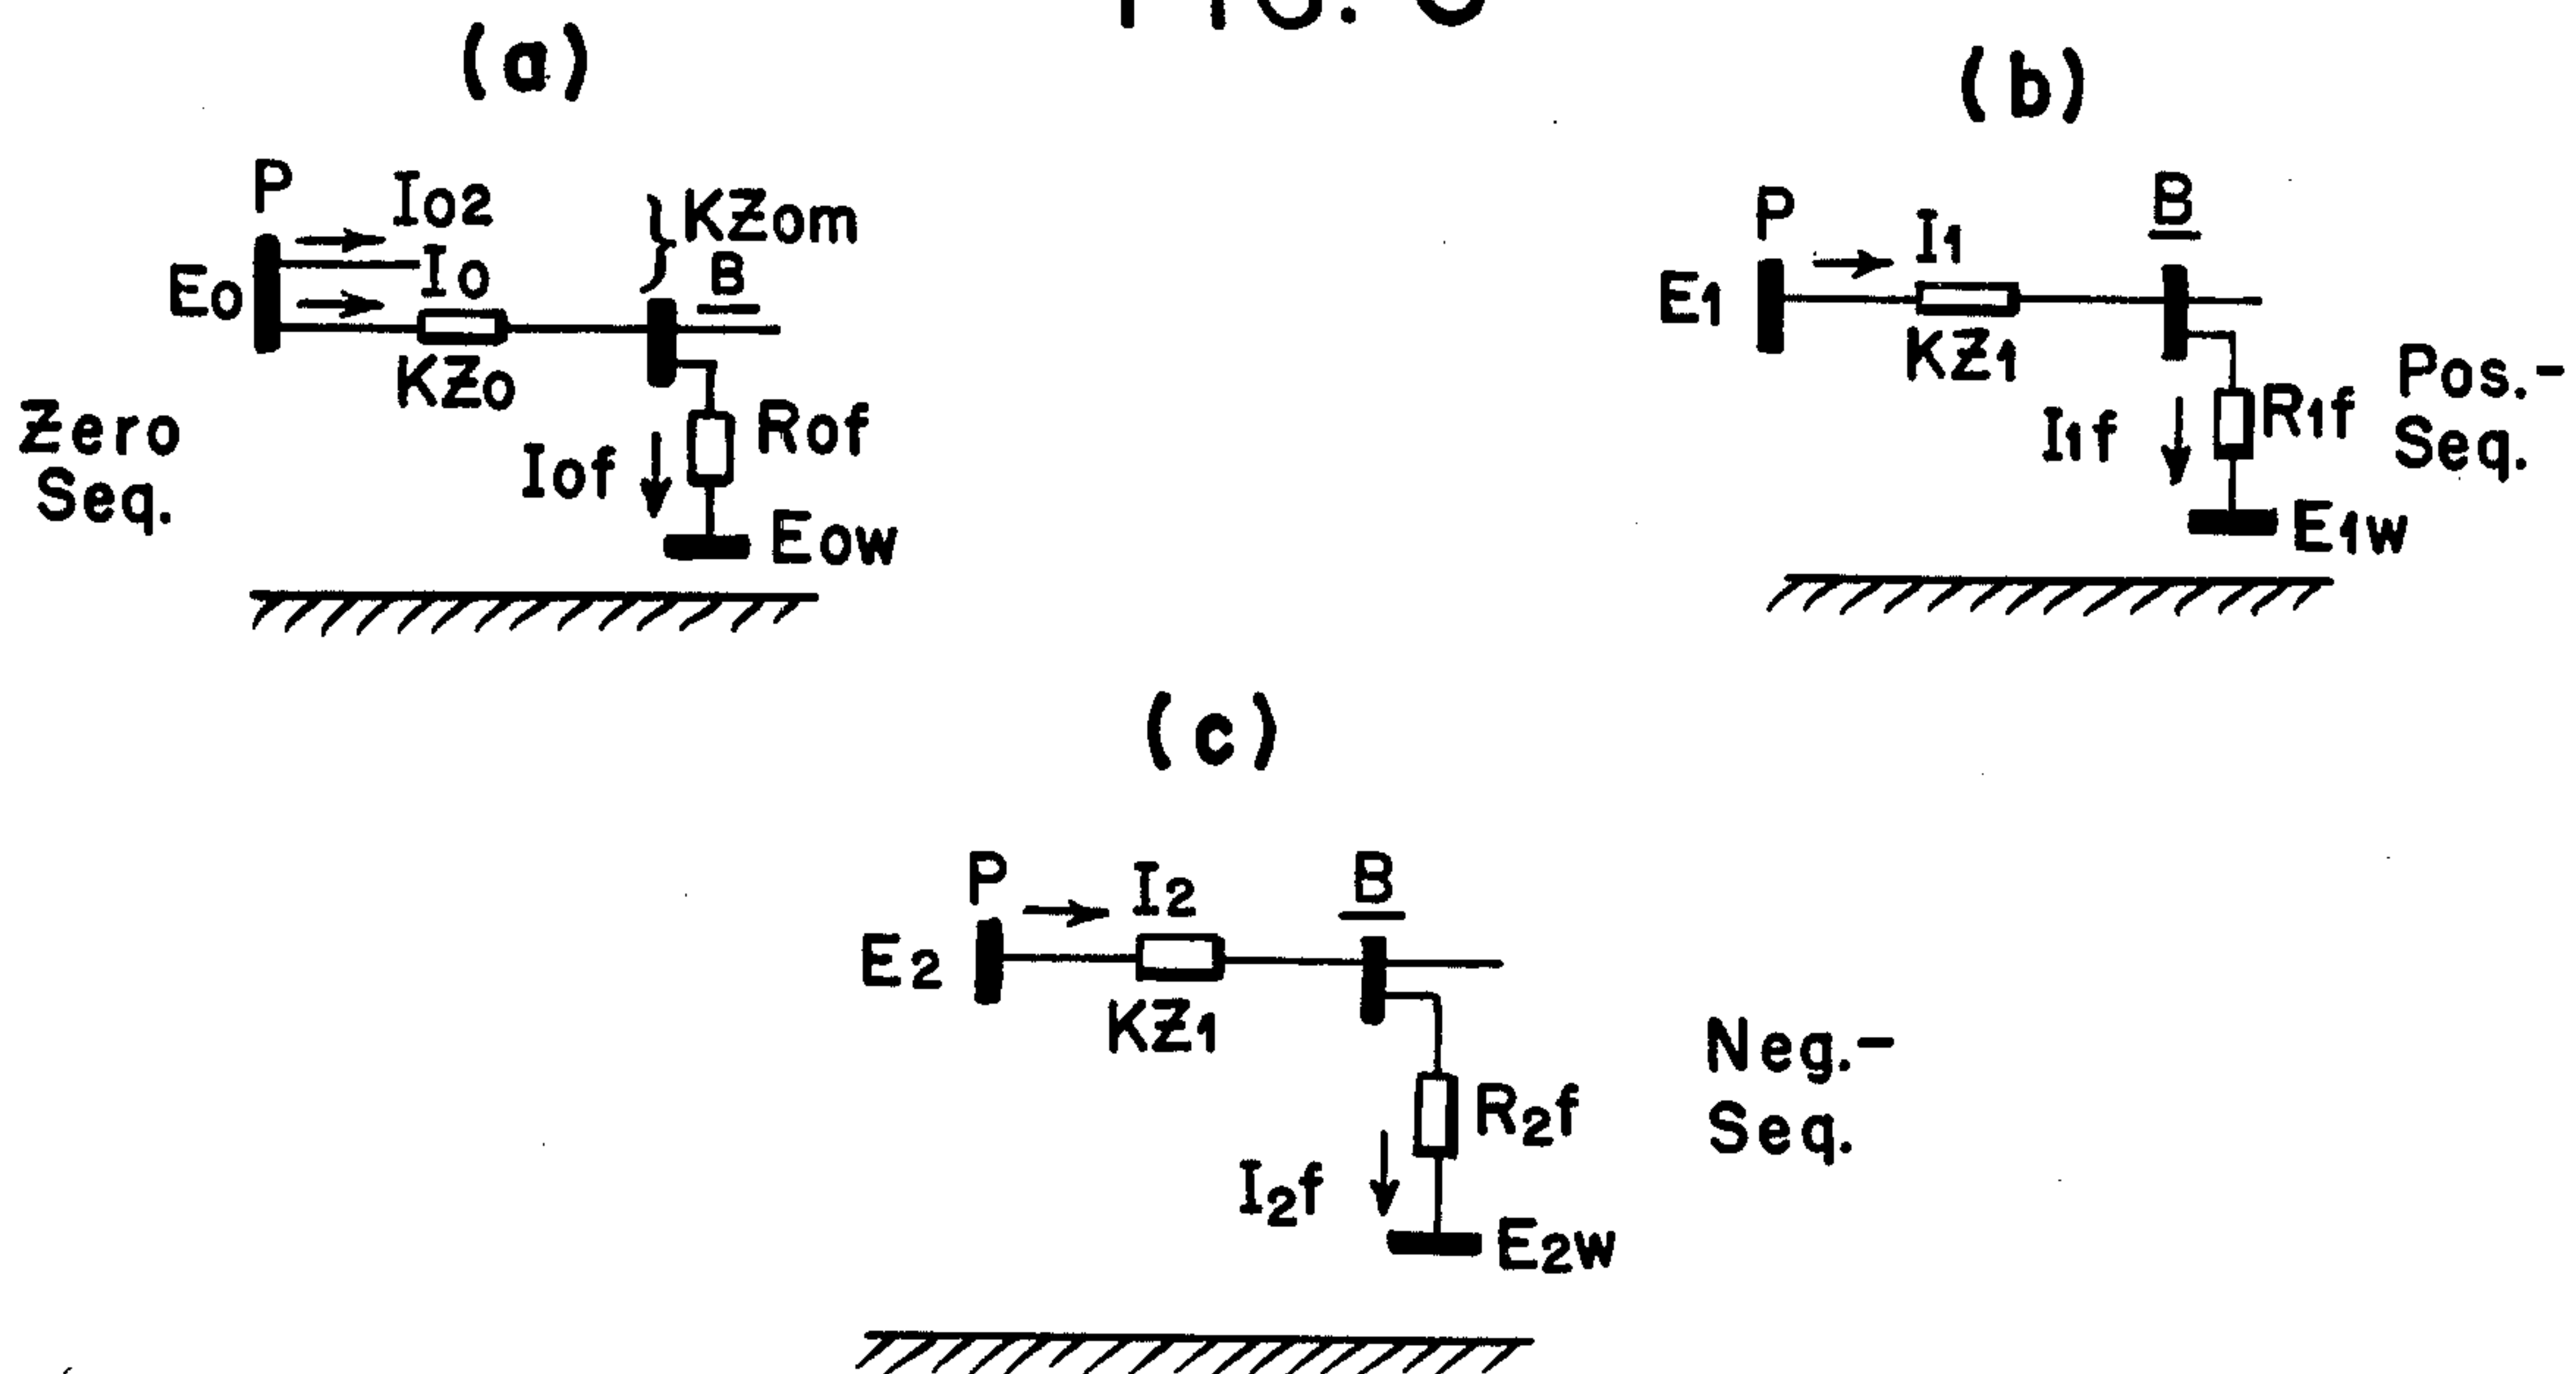 (a)
P
Io2
Io
Eo
KZo
}KZom
B
Rof
Iof
Eow
Zero
Seq.
(b)
P
I1
E1
KZ1
B
R1f
I1f
E1w
Pos.-
Seq.
(c)
P
I2
E2
KZ1
B
R2f
I2f
E2w
Neg.-
Seq.